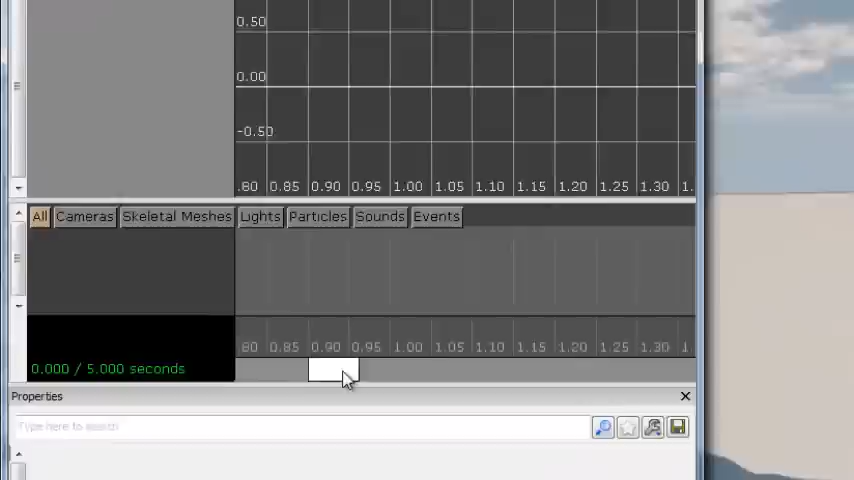 0.50
0.00
-0.50
.80 0.85 0.90 0.95 1.00 1.05 1.10 1.15 1.20 1.25 1.30 1.
All Cameras Skeletal Meshes Lights Particles Sounds Events
80 0.85 0.90 0.95 1.00 1.05 1.10 1.15 1.20 1.25 1.30 1.
0.000 / 5.000 seconds
Properties
Type here to search